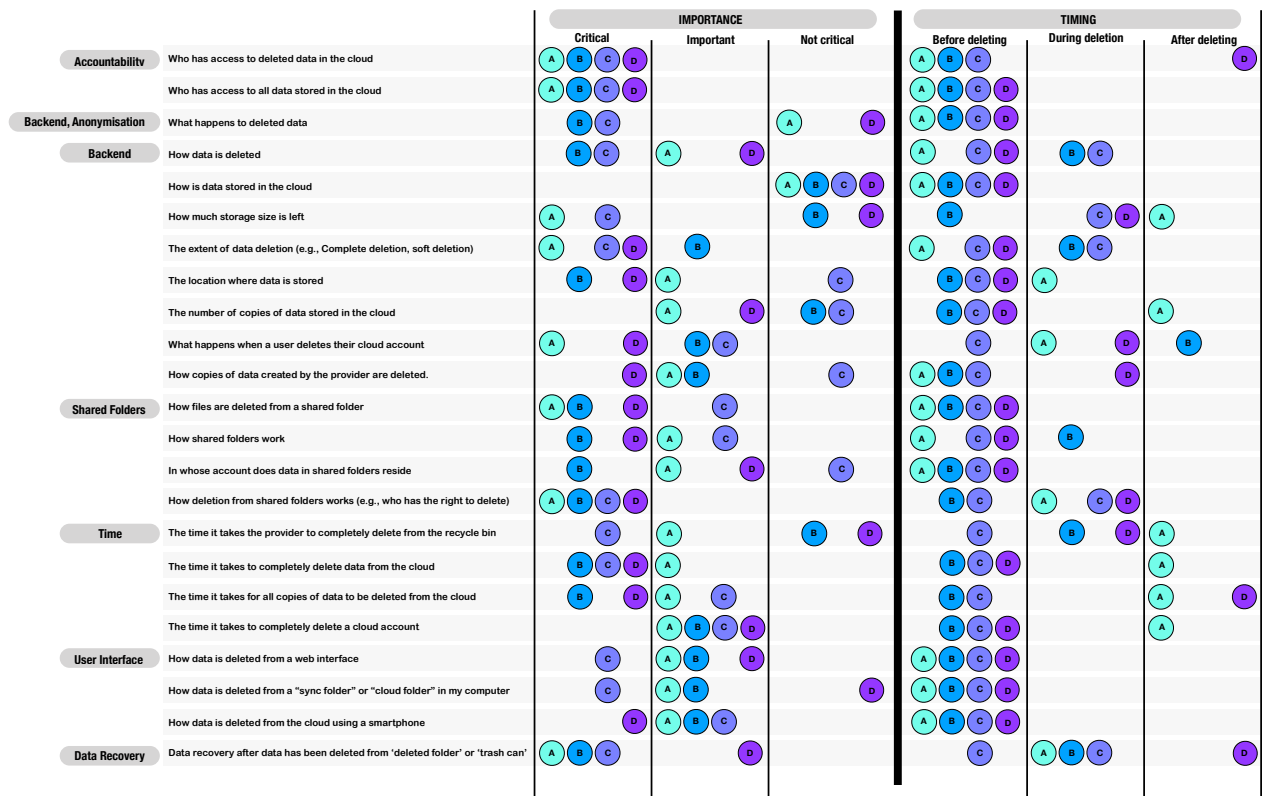 IMPORTANCE TIMING
Critical Important Not critical Before deleting During deletion After deleting
Accountability Who has access to deleted data in the cloud A B C D A B C D
Who has access to all data stored in the cloud A B C D A B C D
Backend, Anonymisation What happens to deleted data B C A D A B C D
Backend How data is deleted B C A D A C D B C
How is data stored in the cloud A B C D A B C D
How much storage size is left A C B D B C D A
The extent of data deletion (e.g., Complete deletion, soft deletion) A C D B A C D B C
The location where data is stored B D A C B C D A
The number of copies of data stored in the cloud A D B C B C D A
What happens when a user deletes their cloud account A D B C C A D B
How copies of data created by the provider are deleted. D A B C A B C D
Shared Folders How files are deleted from a shared folder A B D C A B C D
How shared folders work B D A C A C D B
In whose account does data in shared folders reside B A D C A B C D
How deletion from shared folders works (e.g., who has the right to delete) A B C D B C A C D
Time The time it takes the provider to completely delete from the recycle bin C A B D C B D A
The time it takes to completely delete data from the cloud B C D A B C D A
The time it takes for all copies of data to be deleted from the cloud B D A C B C A D
The time it takes to completely delete a cloud account A B C D B C D A
User Interface How data is deleted from a web interface C A B D A B C D
How data is deleted from a “sync folder” or “cloud folder” in my computer C A B D A B C D
How data is deleted from the cloud using a smartphone D A B C A B C D
Data Recovery Data recovery after data has been deleted from ‘deleted folder’ or ‘trash can’ A B C D C A B C D